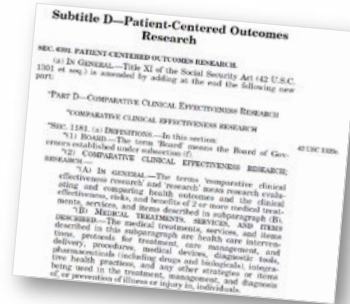 Subtitle D—Patient-Centered Outcomes
Research
SEC. 6301. PATIENT-CENTERED OUTCOMES RESEARCH.
(a) IN GENERAL.—Title XI of the Social Security Act (42 U.S.C.
1301 et seq.) is amended by adding at the end the following new
part:
"PART D—COMPARATIVE CLINICAL EFFECTIVENESS RESEARCH
"COMPARATIVE CLINICAL EFFECTIVENESS RESEARCH
"SEC. 1181. (a) DEFINITIONS.—In this section:
42 USC 1320e.
"(1) BOARD.—The term 'Board' means the Board of Gov-
ernors established under subsection (f).
"(2) COMPARATIVE CLINICAL EFFECTIVENESS RESEARCH;
RESEARCH.—
"(A) IN GENERAL.—The terms 'comparative clinical
effectiveness research' and 'research' mean research evalu-
ating and comparing health outcomes and the clinical
effectiveness, risks, and benefits of 2 or more medical treat-
ments, services, and items described in subparagraph (B).
"(B) MEDICAL TREATMENTS, SERVICES, AND ITEMS
DESCRIBED.—The medical treatments, services, and items
described in this subparagraph are health care interven-
tions, protocols for treatment, care management, and
delivery, procedures, medical devices, diagnostic tools,
pharmaceuticals (including drugs and biologicals), integra-
tive health practices, and any other strategies or items
being used in the treatment, management, and diagnosis
of, or prevention of illness or injury in, individuals.